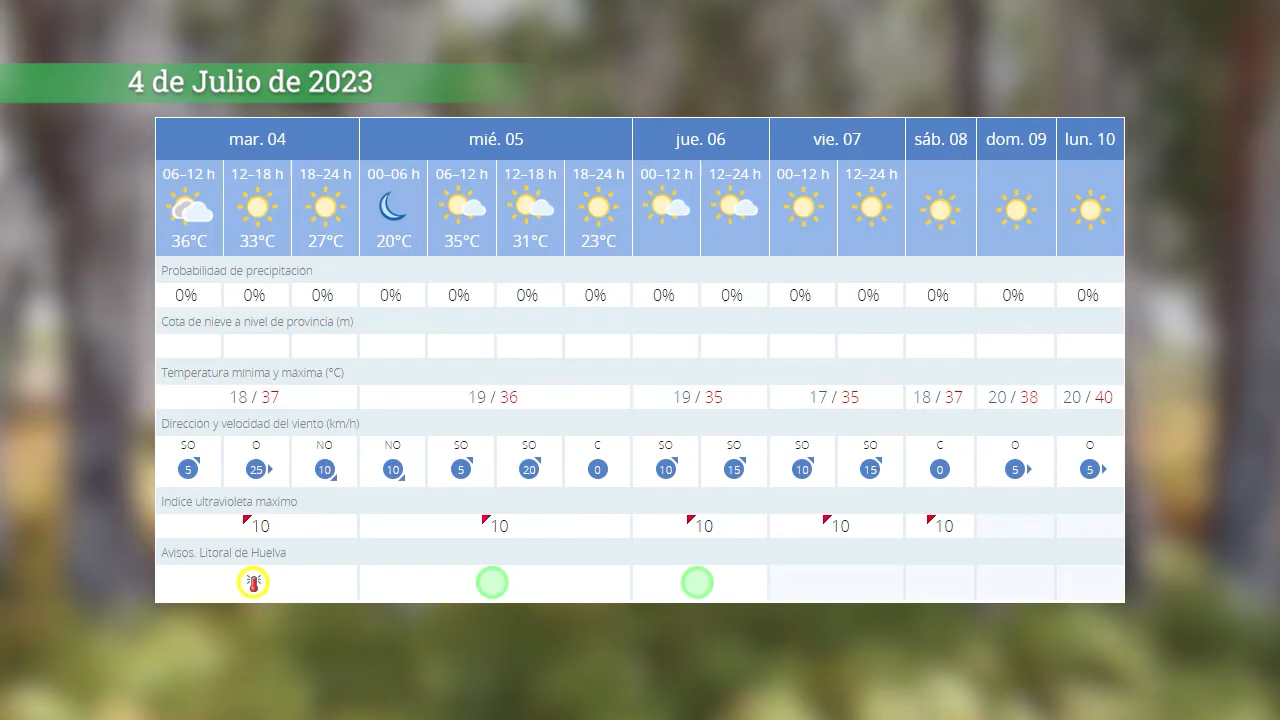 4 de Julio de 2023
mar. 04 mié. 05 jue. 06 vie. 07 sáb. 08 dom. 09 lun. 10
06–12 h 12–18 h 18–24 h 00–06 h 06–12 h 12–18 h 18–24 h 00–12 h 12–24 h 00–12 h 12–24 h
36°C 33°C 27°C 20°C 35°C 31°C 23°C
Probabilidad de precipitación
0% 0% 0% 0% 0% 0% 0% 0% 0% 0% 0% 0% 0% 0%
Cota de nieve a nivel de provincia (m)
Temperatura mínima y máxima (°C)
18 / 37 19 / 36 19 / 35 17 / 35 18 / 37 20 / 38 20 / 40
Dirección y velocidad del viento (km/h)
SO O NO NO SO SO C SO SO SO SO C O O
5 25 10 10 5 20 0 10 15 10 15 0 5 5
Indice ultravioleta máximo
10 10 10 10 10
Avisos. Litoral de Huelva